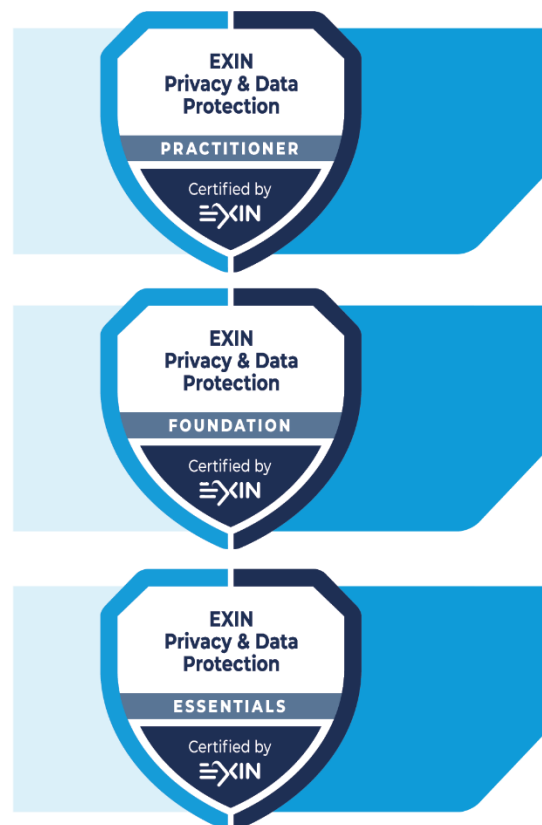 EXIN
Privacy & Data
Protection
PRACTITIONER
Certified by
EXIN
EXIN
Privacy & Data
Protection
FOUNDATION
Certified by
EXIN
EXIN
Privacy & Data
Protection
ESSENTIALS
Certified by
EXIN